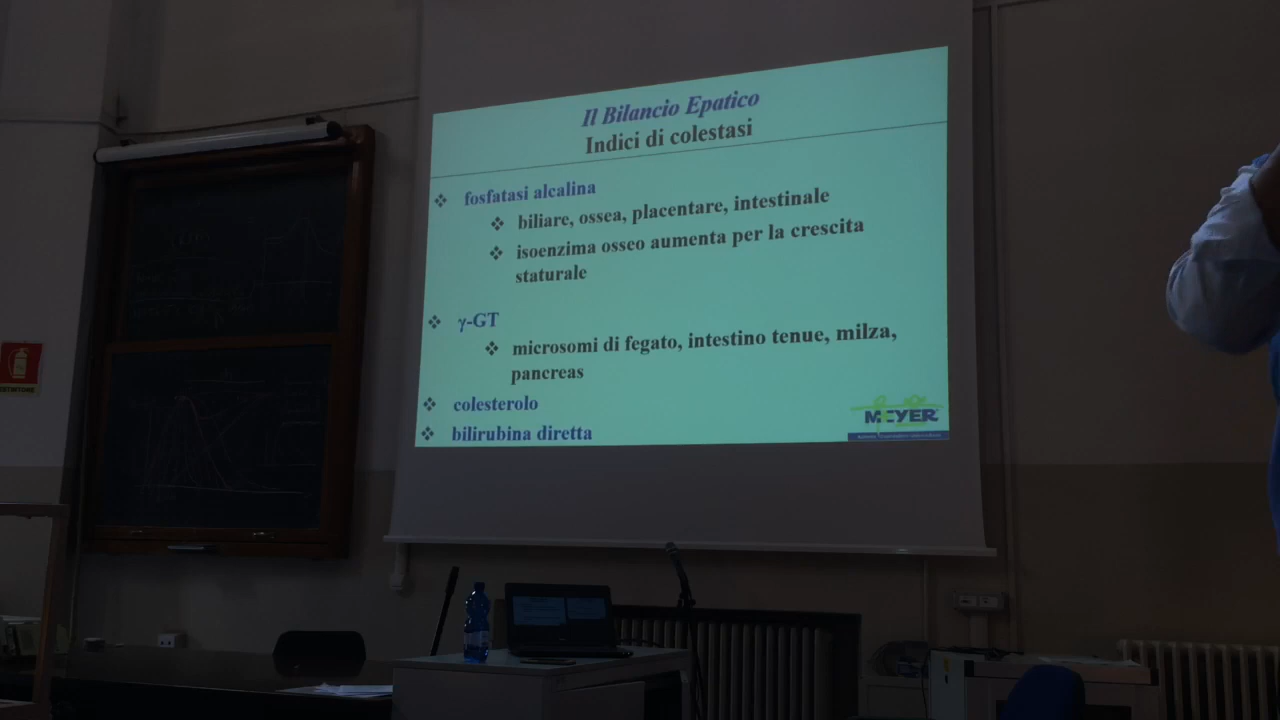 Il Bilancio Epatico
Indici di colestasi
❖ fosfatasi alcalina
❖ biliare, ossea, placentare, intestinale
❖ isoenzima osseo aumenta per la crescita
staturale
❖ γ-GT
❖ microsomi di fegato, intestino tenue, milza,
pancreas
❖ colesterolo
❖ bilirubina diretta
MEYER